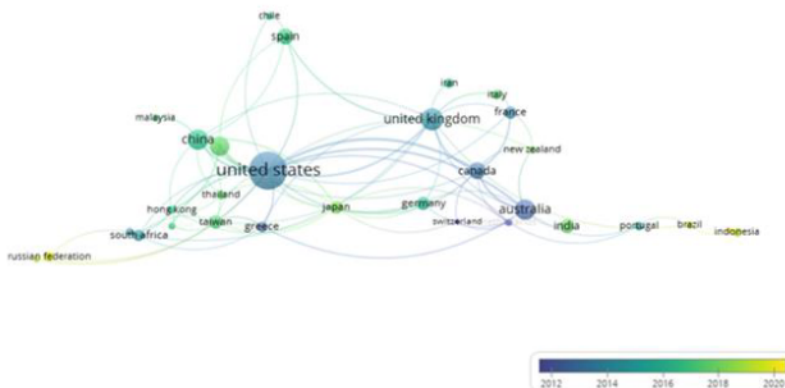 chile
spain
iran
italy
malaysia
united kingdom
france
china
new zealand
united states
canada
thailand
hong kong
japan
germany
australia
taiwan
greece
switzerland
india
portugal
brazil
indonesia
south africa
russian federation
2012 2014 2016 2018 2020